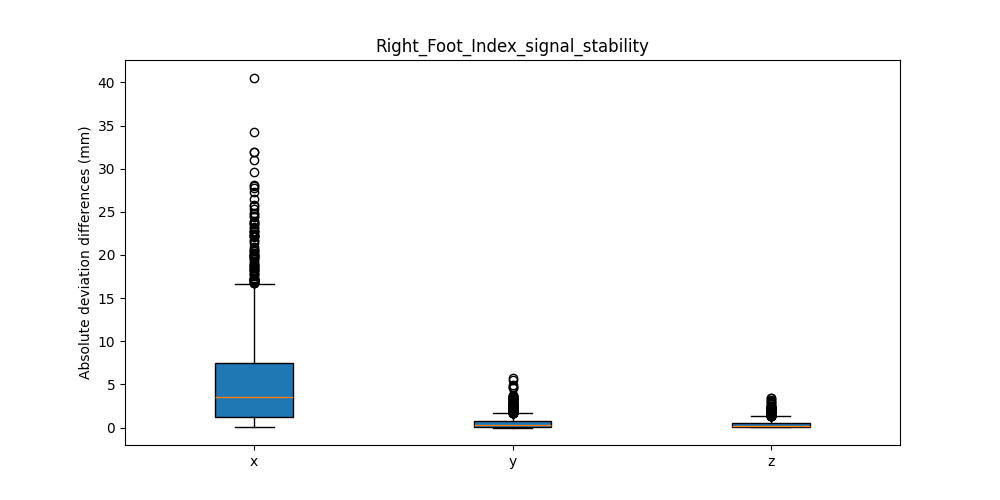 Right_Foot_Index_signal_stability
Absolute deviation differences (mm)
40
35
30
25
20
15
10
5
0
x
y
z